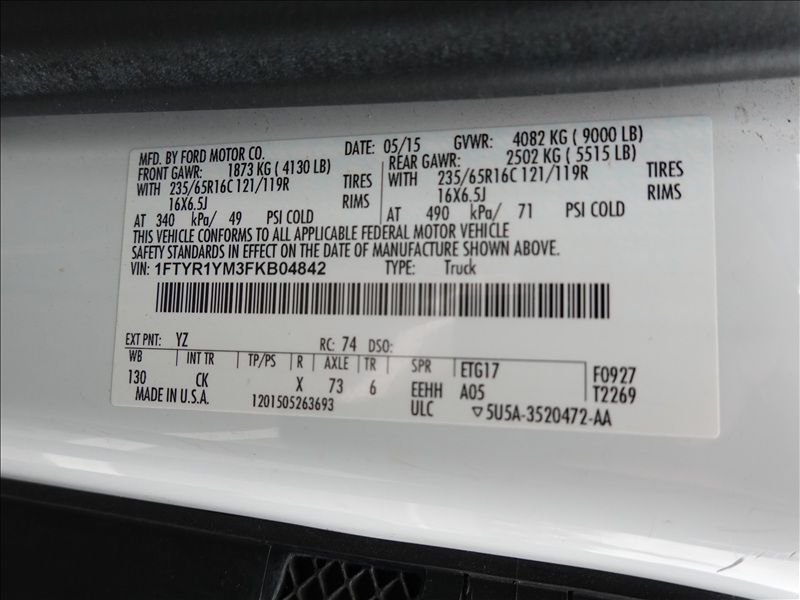 MFD. BY FORD MOTOR CO. DATE: 05/15 GVWR: 4082 KG ( 9000 LB)
FRONT GAWR: 1873 KG ( 4130 LB) REAR GAWR: 2502 KG ( 5515 LB)
WITH 235/65R16C 121/119R TIRES WITH 235/65R16C 121/119R TIRES
16X6.5J RIMS 16X6.5J RIMS
AT 340 kPa/ 49 PSI COLD AT 490 kPa/ 71 PSI COLD
THIS VEHICLE CONFORMS TO ALL APPLICABLE FEDERAL MOTOR VEHICLE
SAFETY STANDARDS IN EFFECT ON THE DATE OF MANUFACTURE SHOWN ABOVE.
VIN: 1FTYR1YM3FKB04842 TYPE: Truck
EXT PNT: YZ RC: 74 DSO:
WB INT TR TP/PS R AXLE TR SPR ETG17 F0927
130 CK X 73 6 EEHH A05 T2269
MADE IN U.S.A. 1201505263693 ULC ▽5U5A-3520472-AA